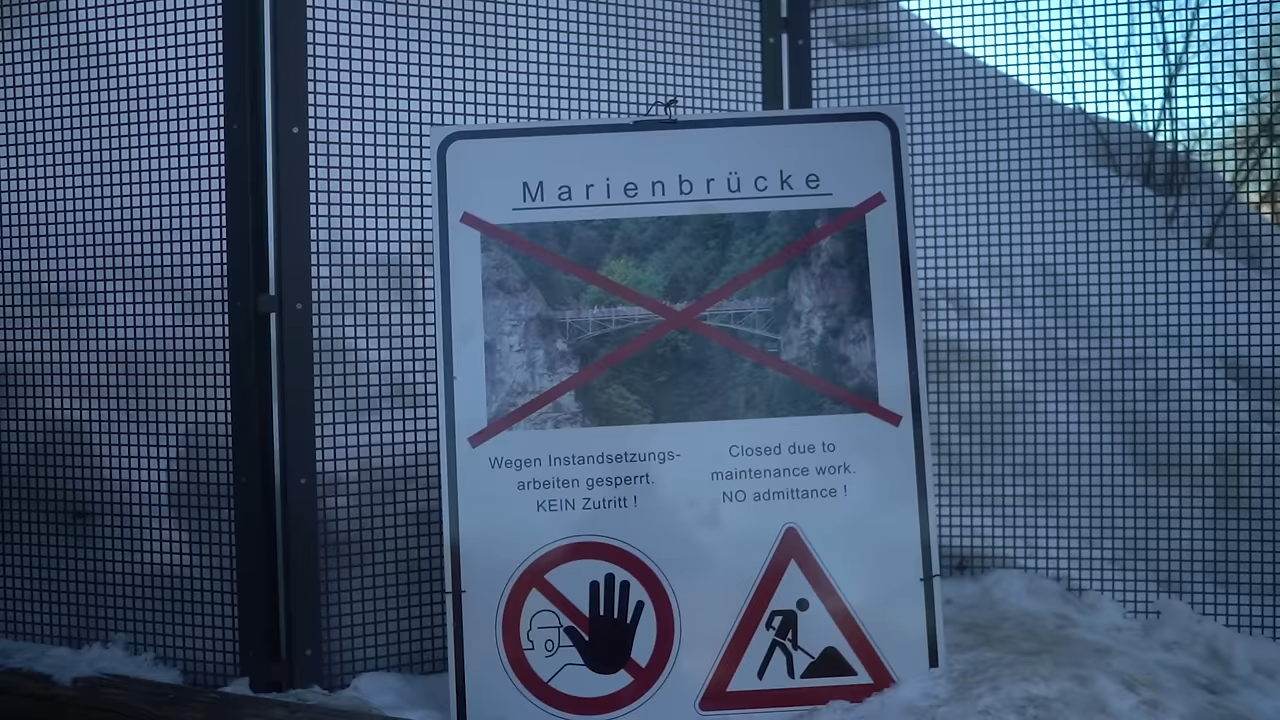 Marienbrücke
Wegen Instandsetzungs-
arbeiten gesperrt.
KEIN Zutritt !
Closed due to
maintenance work.
NO admittance !